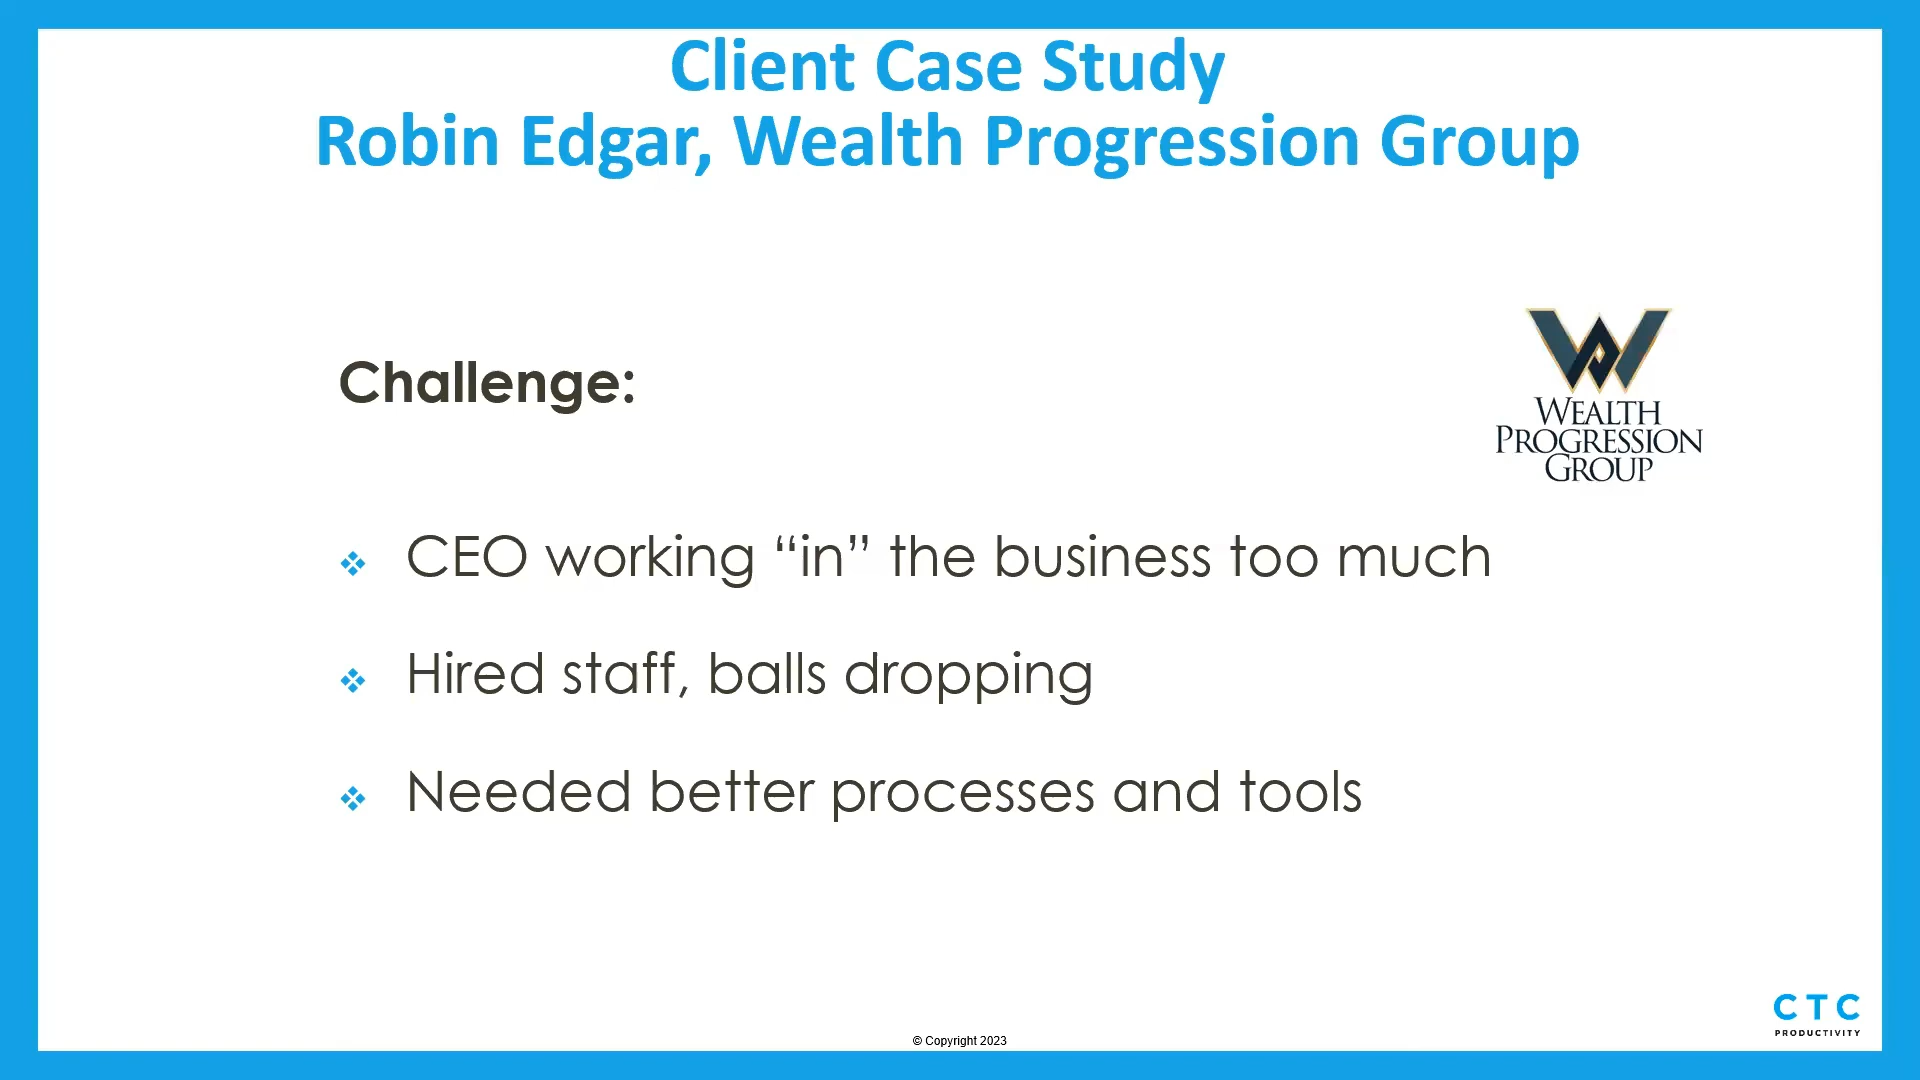 Client Case Study
Robin Edgar, Wealth Progression Group
Challenge:
WEALTH
PROGRESSION
GROUP
CEO working “in” the business too much
Hired staff, balls dropping
Needed better processes and tools
CTC
PRODUCTIVITY
© Copyright 2023